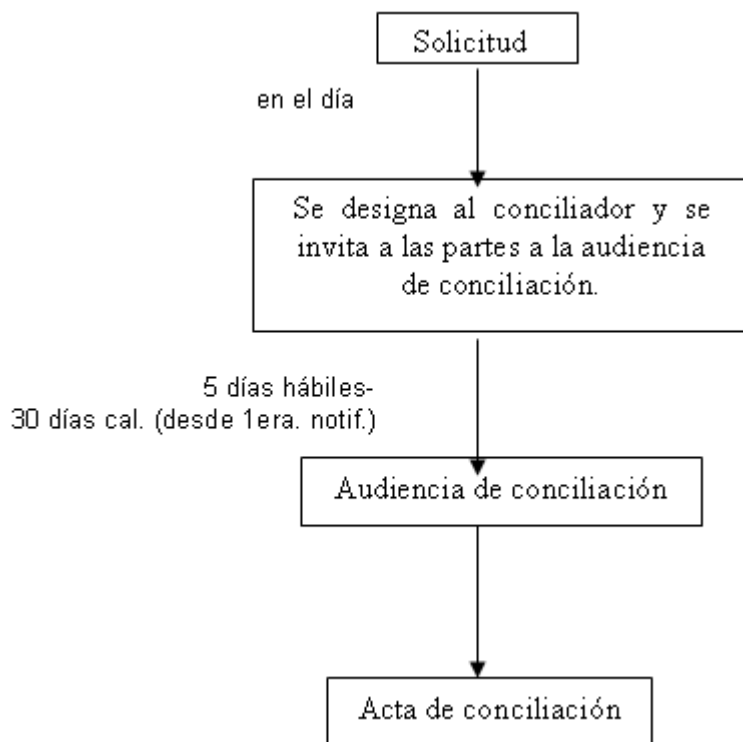 Solicitud
en el día
Se designa al conciliador y se
invita a las partes a la audiencia
de conciliación.
5 días hábiles-
30 días cal. (desde 1era. notif.)
Audiencia de conciliación
Acta de conciliación